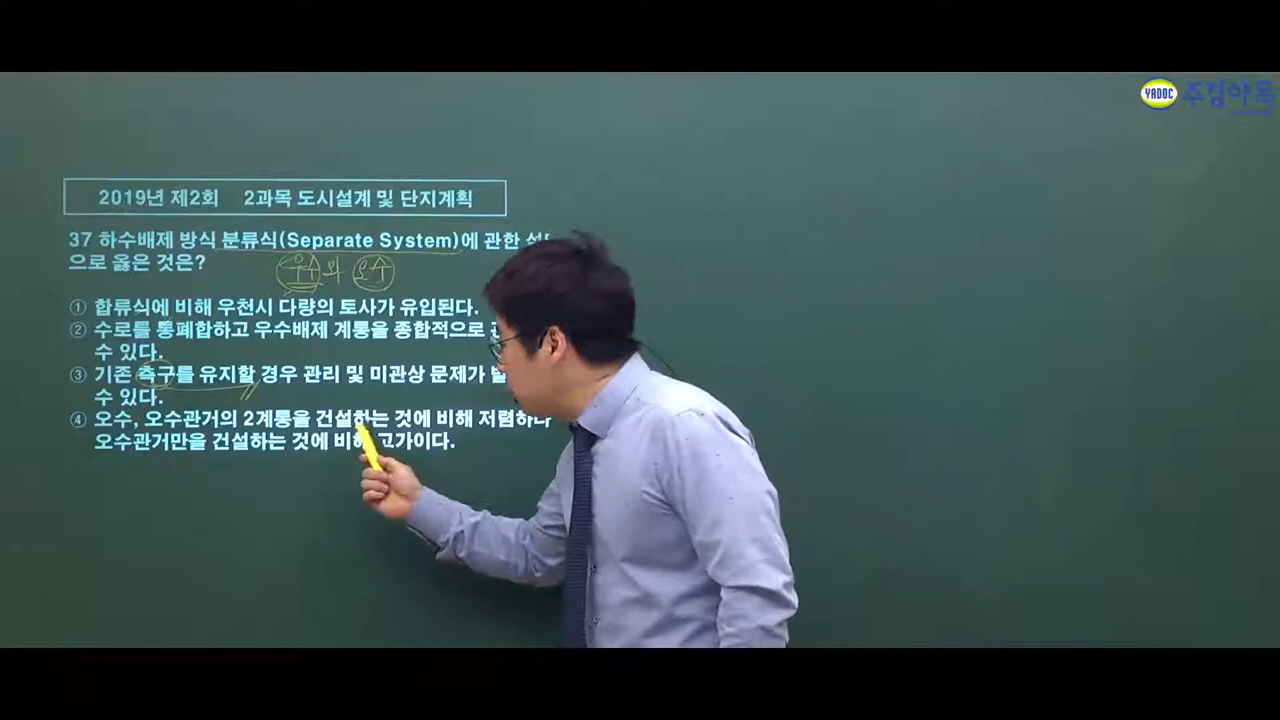 YADOC 주경야독
2019년 제2회 2과목 도시설계 및 단지계획
37 하수배제 방식 분류식(Separate System)에 관한
으로 옳은 것은?
우수와 오수
① 합류식에 비해 우천시 다량의 토사가 유입된다.
② 수로를 통폐합하고 우수배제 계통을 종합적으로
수 있다.
③ 기존 측구를 유지할 경우 관리 및 미관상 문제가
수 있다.
④ 오수, 오수관거의 2계통을 건설하는 것에 비해 저렴하나
오수관거만을 건설하는 것에 비해 고가이다.